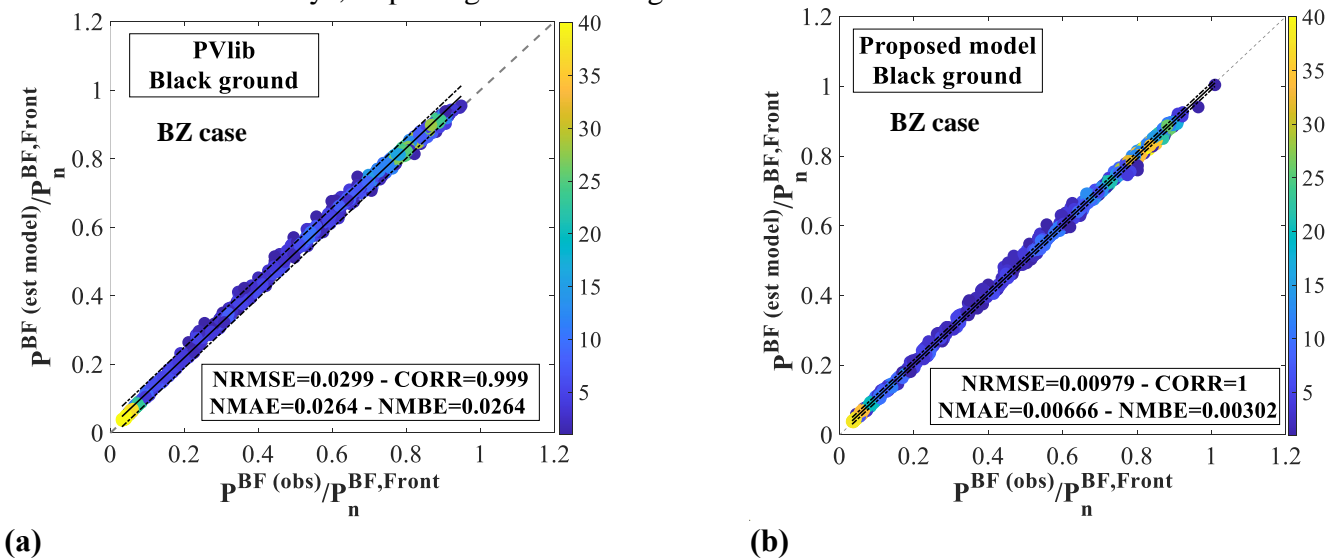 1.2
1
0.8
0.6
0.4
0.2
0
0 0.2 0.4 0.6 0.8 1 1.2
P^BF (est model)/P_n^BF,Front
P^BF (obs)/P_n^BF,Front
PVlib
Black ground
BZ case
NRMSE=0.0299 - CORR=0.999
NMAE=0.0264 - NMBE=0.0264
40
35
30
25
20
15
10
5
(a)
1.2
1
0.8
0.6
0.4
0.2
0
0 0.2 0.4 0.6 0.8 1 1.2
P^BF (est model)/P_n^BF,Front
P^BF (obs)/P_n^BF,Front
Proposed model
Black ground
BZ case
NRMSE=0.00979 - CORR=1
NMAE=0.00666 - NMBE=0.00302
40
35
30
25
20
15
10
5
(b)